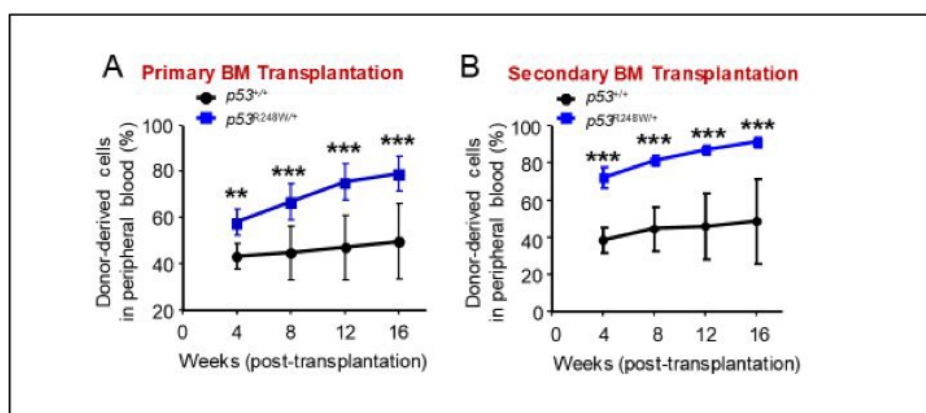 A Primary BM Transplantation
p53+/+
p53R248W/+
Donor-derived cells
in peripheral blood (%)
100
80
60
40
20
** *** *** ***
0 4 8 12 16
Weeks (post-transplantation)
B Secondary BM Transplantation
p53+/+
p53R248W/+
Donor-derived cells
in peripheral blood (%)
100
80
60
40
20
0
*** *** *** ***
0 4 8 12 16
Weeks (post-transplantation)